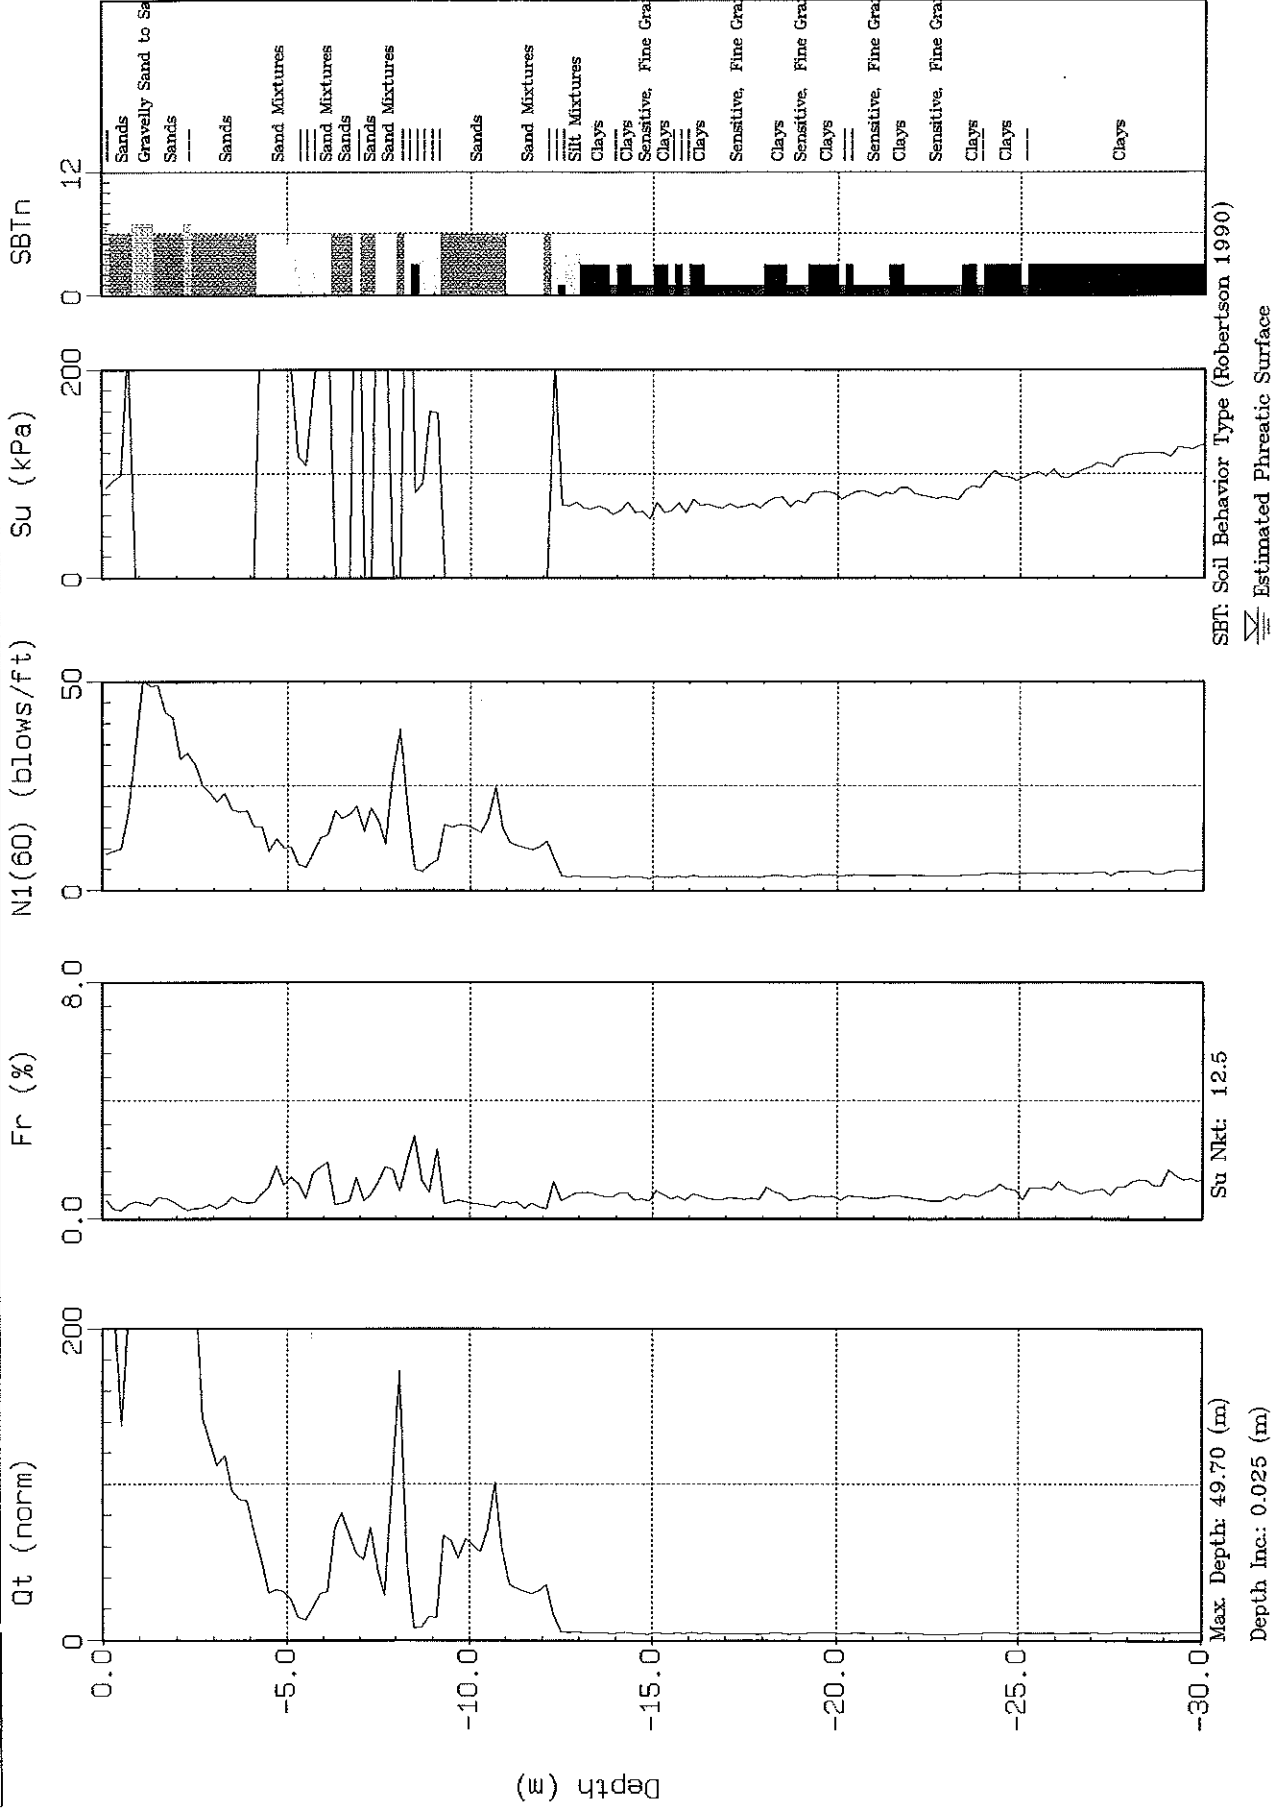 Qt (norm)
Fr (%)
N1(60) (blows/ft)
Su (kPa)
SBTn
0
200
0.0
8.0
0
50
0
200
0
12
Depth (m)
0.0
-5.0
-10.0
-15.0
-20.0
-25.0
-30.0
Sands
Gravelly Sand to Sa
Sands
Sands
Sand Mixtures
Sand Mixtures
Sands
Sands
Sand Mixtures
Sands
Sand Mixtures
Silt Mixtures
Clays
Clays
Sensitive, Fine Gra
Clays
Clays
Sensitive, Fine Gra
Clays
Sensitive, Fine Gra
Clays
Sensitive, Fine Gra
Clays
Sensitive, Fine Gra
Clays
Clays
Clays
Max. Depth: 49.70 (m)
Depth Inc.: 0.025 (m)
Su Nkt: 12.5
SBT: Soil Behavior Type (Robertson 1990)
Estimated Phreatic Surface